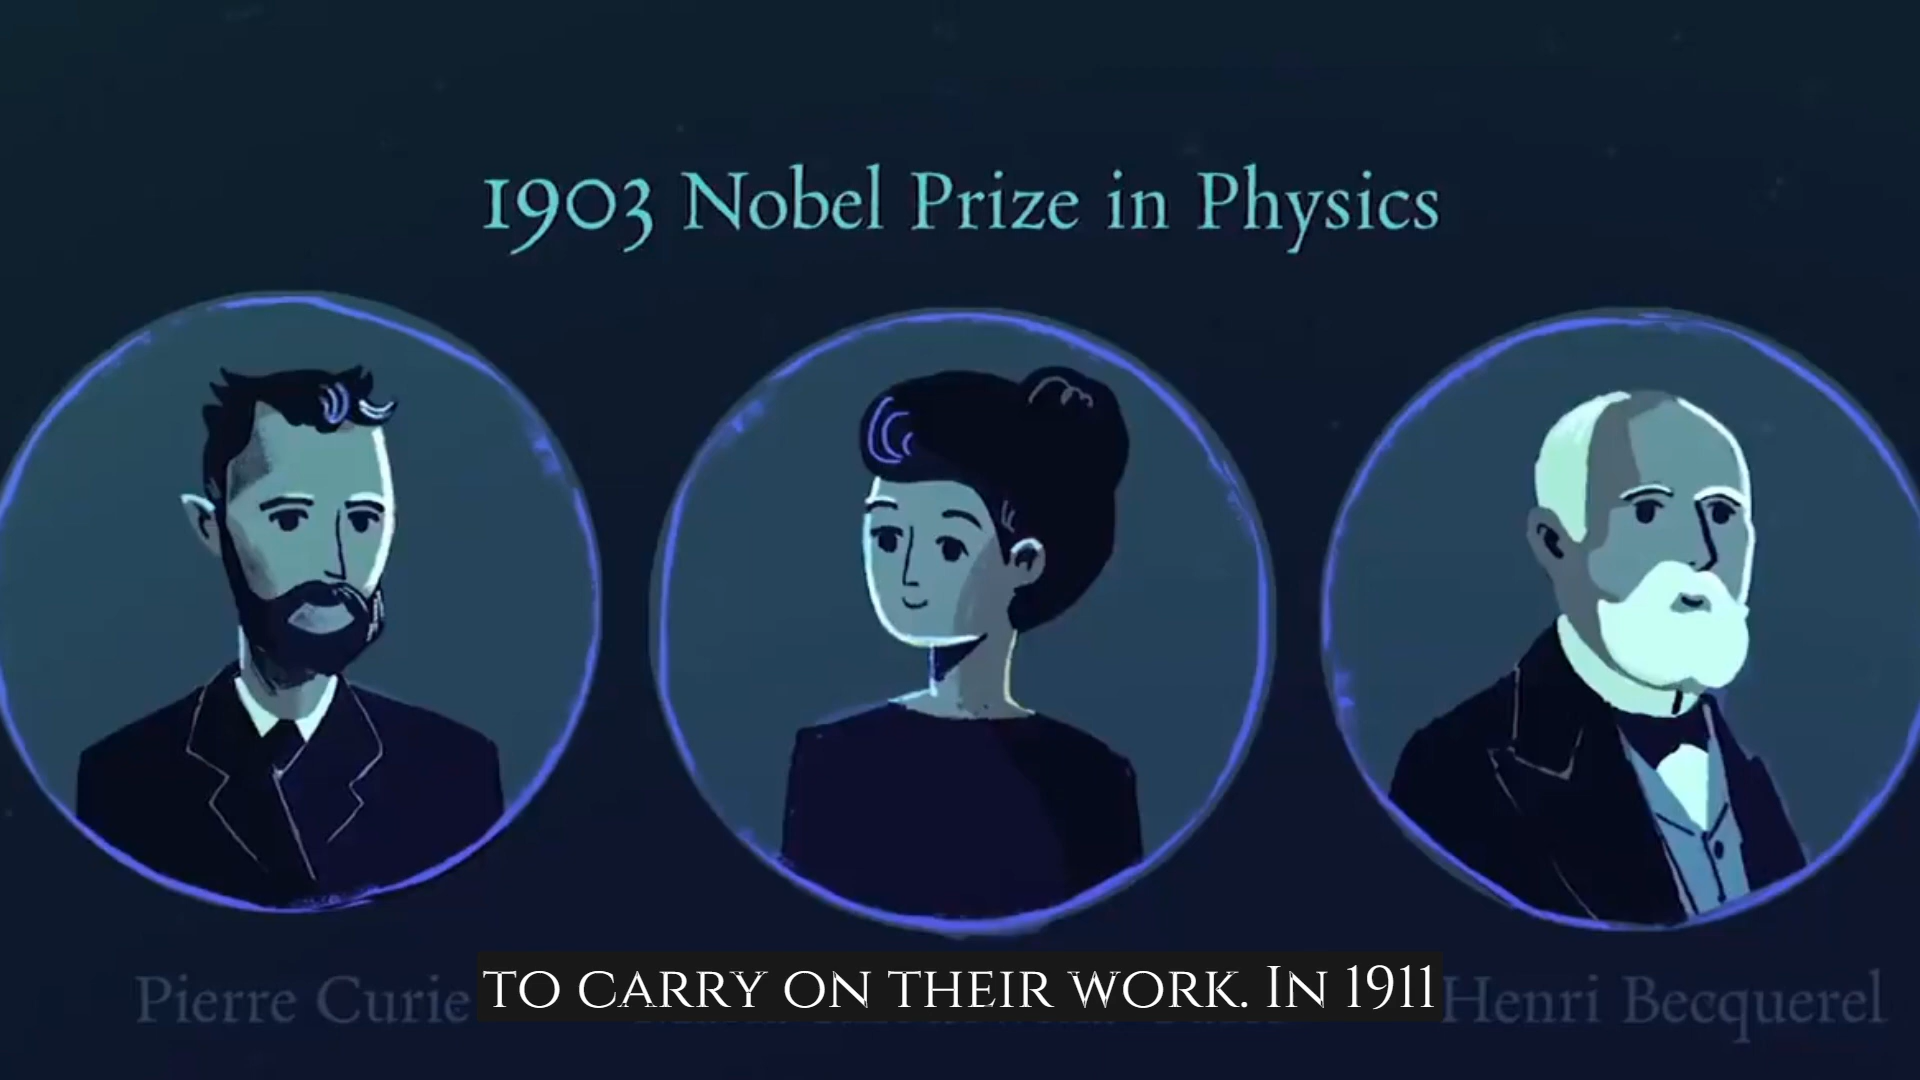 1903 Nobel Prize in Physics
Pierre Curie
Henri Becquerel
TO CARRY ON THEIR WORK. IN 1911